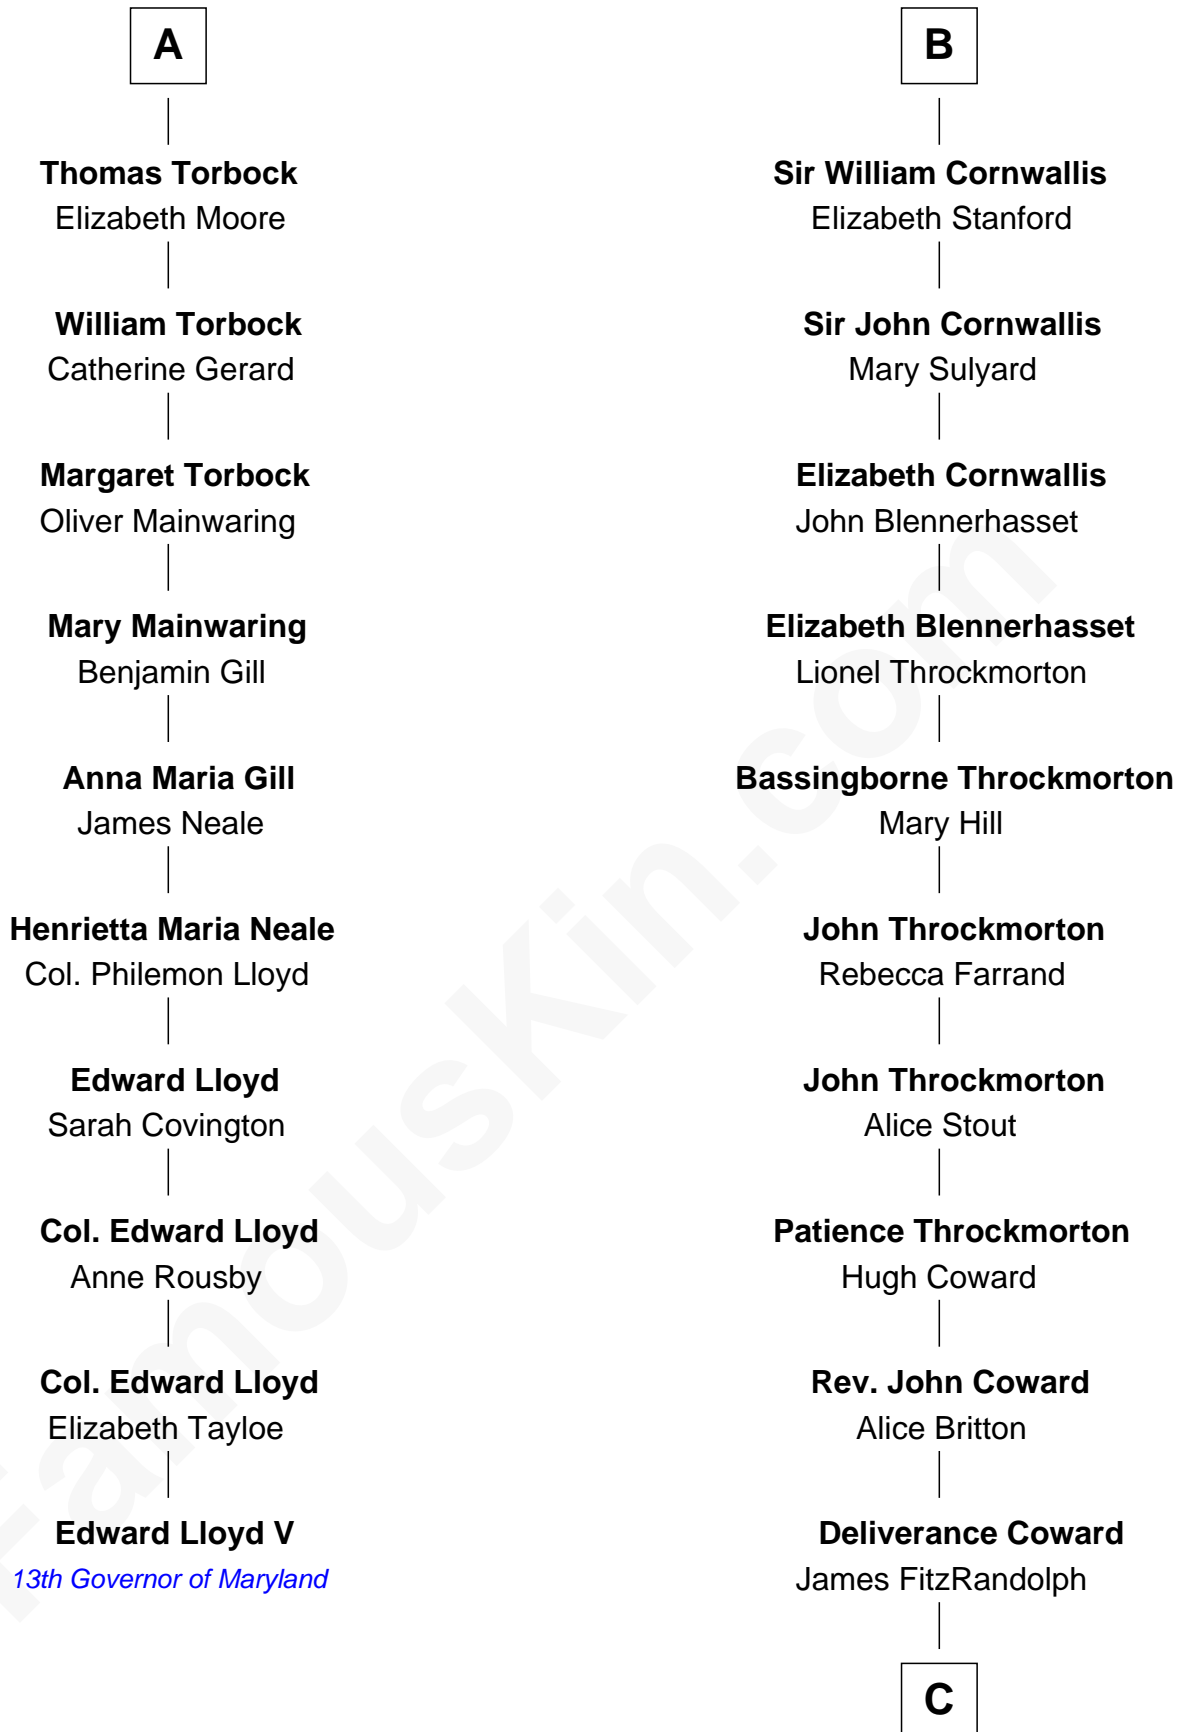 A
Thomas Torbock
Elizabeth Moore
William Torbock
Catherine Gerard
Margaret Torbock
Oliver Mainwaring
Mary Mainwaring
Benjamin Gill
Anna Maria Gill
James Neale
Henrietta Maria Neale
Col. Philemon Lloyd
Edward Lloyd
Sarah Covington
Col. Edward Lloyd
Anne Rousby
Col. Edward Lloyd
Elizabeth Tayloe
Edward Lloyd V
13th Governor of Maryland
B
Sir William Cornwallis
Elizabeth Stanford
Sir John Cornwallis
Mary Sulyard
Elizabeth Cornwallis
John Blennerhasset
Elizabeth Blennerhasset
Lionel Throckmorton
Bassingborne Throckmorton
Mary Hill
John Throckmorton
Rebecca Farrand
John Throckmorton
Alice Stout
Patience Throckmorton
Hugh Coward
Rev. John Coward
Alice Britton
Deliverance Coward
James FitzRandolph
C
FamousKin.com